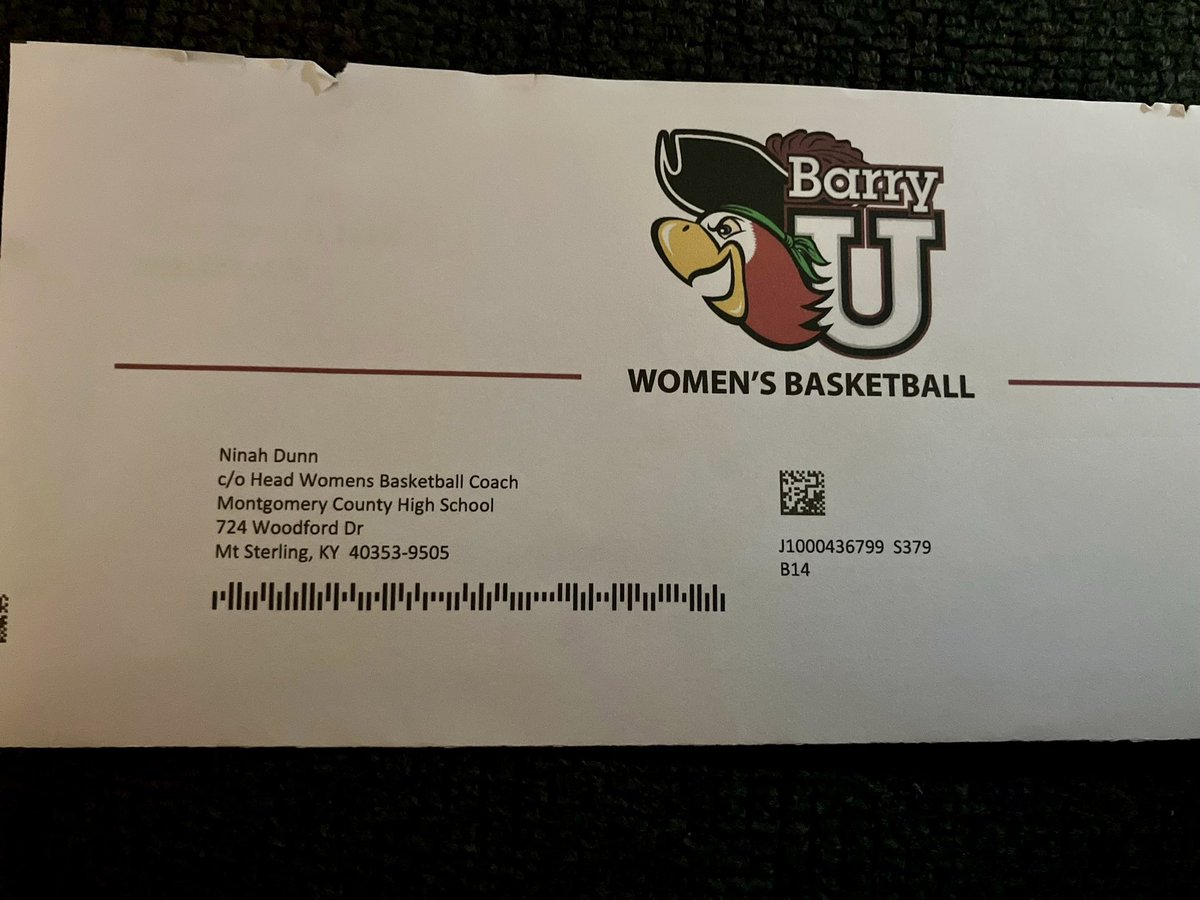 Barry
U
WOMEN'S BASKETBALL
Ninah Dunn
c/o Head Womens Basketball Coach
Montgomery County High School
724 Woodford Dr
Mt Sterling, KY 40353-9505
J1000436799 S379
B14